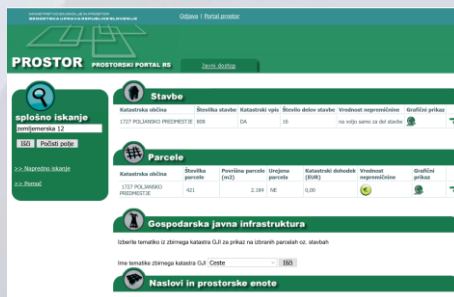 GEODETSKA UPRAVA REPUBLIKE SLOVENIJE
Odjava | Portal prostor
PROSTOR PROSTORSKI PORTAL RS
Javni dostop
splošno iskanje
zemljemerska 12
Išči Počisti polje
>> Napredno iskanje
>> Pomoč
Stavbe
Katastrska občina Številka stavbe Katastrski vpis Število delov stavbe Vrednost nepremičnine Grafični prikaz
1727 POLJANSKO PREDMESTJE 808 DA 16 na voljo samo za del stavbe
Parcele
Katastrska občina Številka parcele Površina parcele (m2) Urejena parcela Katastrski dohodek (EUR) Vrednost nepremičnine Grafični prikaz
1727 POLJANSKO PREDMESTJE 421 2.189 NE 0,00
Gospodarska javna infrastruktura
Izberite tematiko iz zbirnega katastra GJI za prikaz na izbranih parcelah oz. stavbah
Ime tematike zbirnega katastra GJI Ceste Išči
Naslovi in prostorske enote